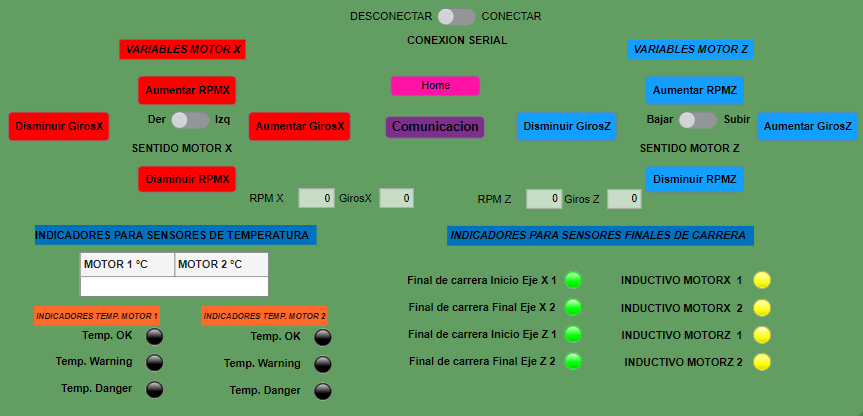 DESCONECTAR CONECTAR
CONEXION SERIAL
VARIABLES MOTOR X
VARIABLES MOTOR Z
Aumentar RPMX
Home
Aumentar RPMZ
Disminuir GirosX
Der Izq
Aumentar GirosX
Comunicacion
Disminuir GirosZ
Bajar Subir
Aumentar GirosZ
SENTIDO MOTOR X
SENTIDO MOTOR Z
Disminuir RPMX
Disminuir RPMZ
RPM X 0 GirosX 0
RPM Z 0 Giros Z 0
INDICADORES PARA SENSORES DE TEMPERATURA
INDICADORES PARA SENSORES FINALES DE CARRERA
MOTOR 1 °C MOTOR 2 °C
Final de carrera Inicio Eje X 1
INDUCTIVO MOTORX 1
Final de carrera Final Eje X 2
INDUCTIVO MOTORX 2
Final de carrera Inicio Eje Z 1
INDUCTIVO MOTORZ 1
Final de carrera Final Eje Z 2
INDUCTIVO MOTORZ 2
INDICADORES TEMP. MOTOR 1
INDICADORES TEMP. MOTOR 2
Temp. OK
Temp. OK
Temp. Warning
Temp. Warning
Temp. Danger
Temp. Danger